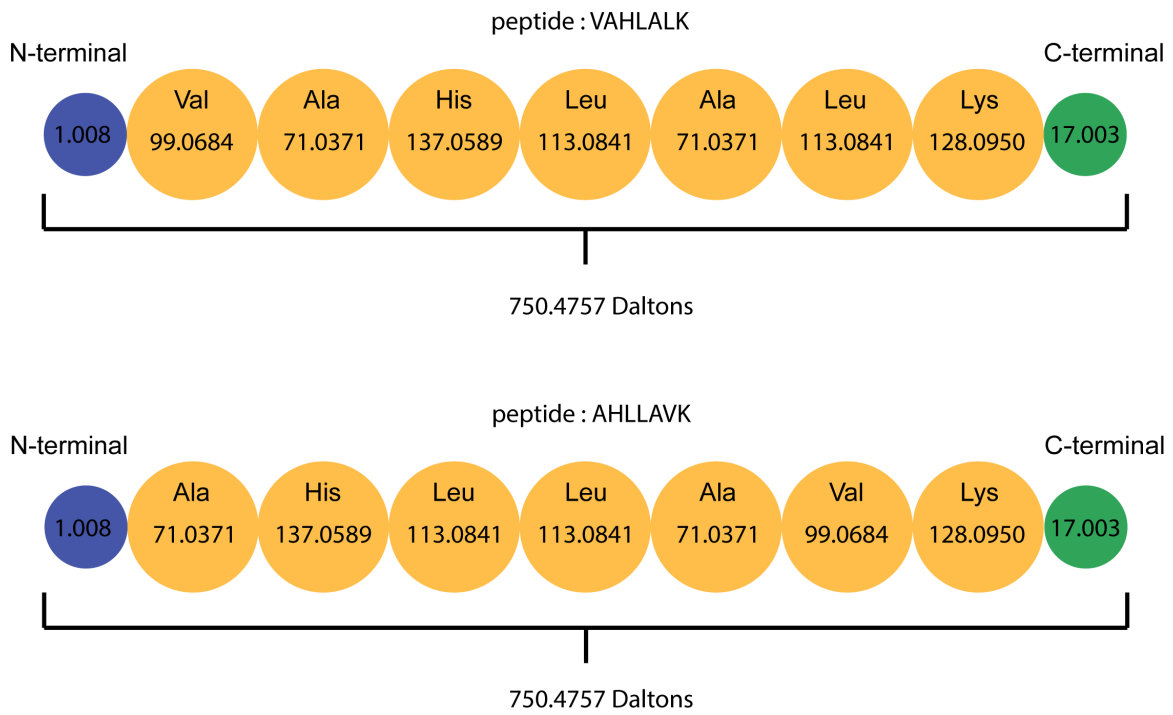 peptide : VAHLALK
N-terminal
C-terminal
Val
Ala
His
Leu
Ala
Leu
Lys
1.008
99.0684
71.0371
137.0589
113.0841
71.0371
113.0841
128.0950
17.003
750.4757 Daltons
peptide : AHLLAVK
N-terminal
C-terminal
Ala
His
Leu
Leu
Ala
Val
Lys
1.008
71.0371
137.0589
113.0841
113.0841
71.0371
99.0684
128.0950
17.003
750.4757 Daltons